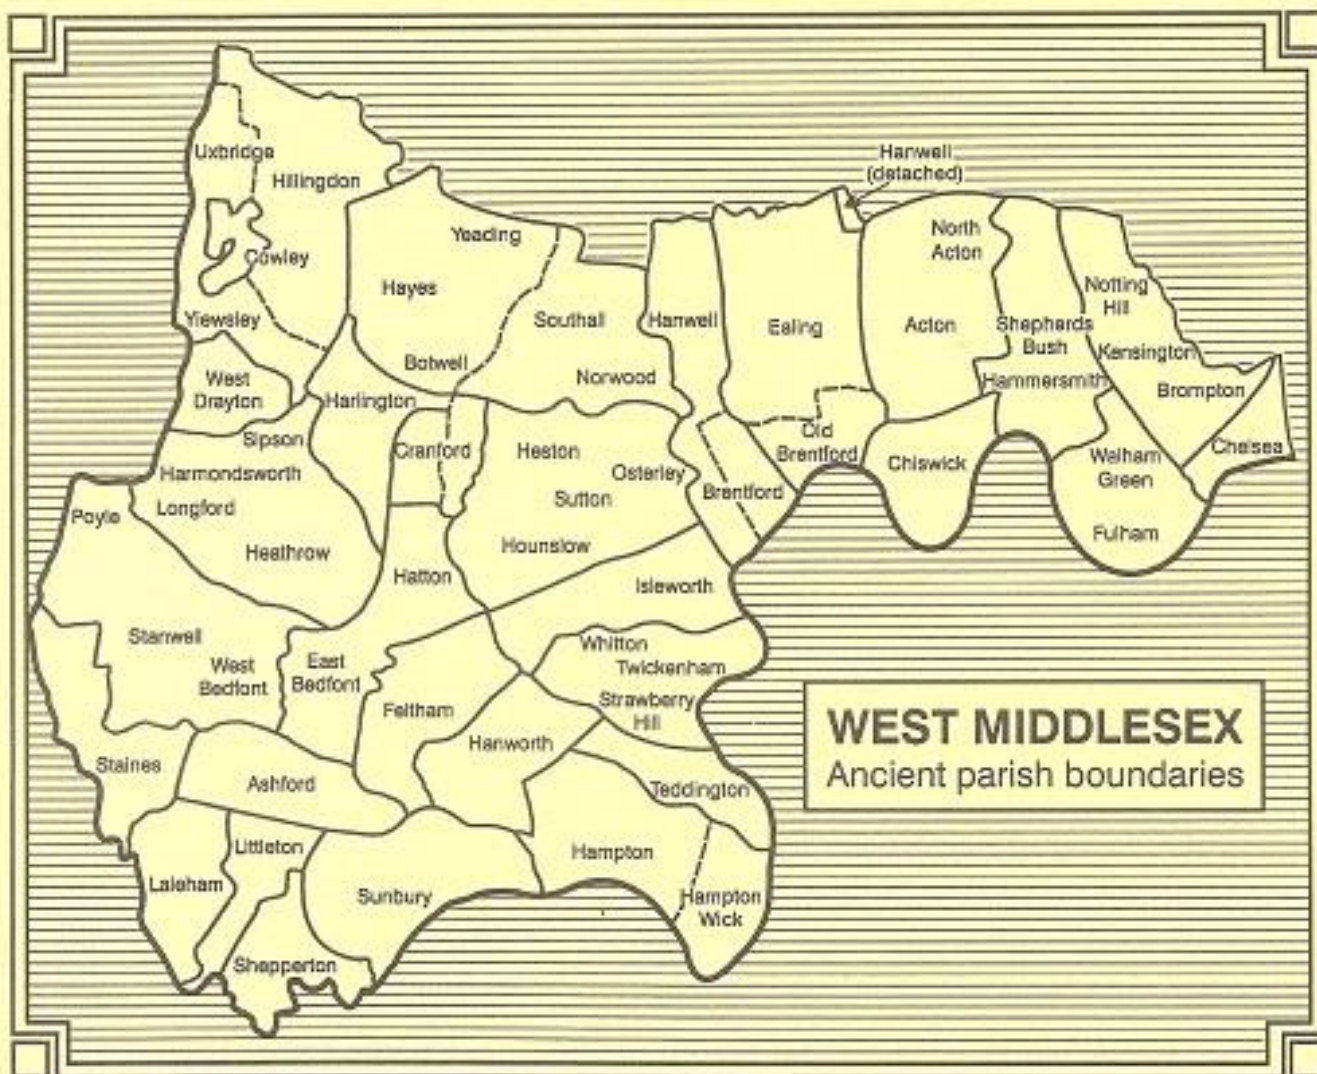 Hanwell
(detached)
Uxbridge
Hillingdon
Yeading
North
Acton
Cowley
Hayes
Notting
Hill
Yiewsley
Southall
Hanwell
Ealing
Acton
Shepherds
Bush
Kensington
Botwell
West
Drayton
Norwood
Hammersmith
Brompton
Harlington
Sipson
Cranford
Heston
Old
Brentford
Chiswick
Walham
Green
Chelsea
Harmondsworth
Osterley
Sutton
Brentford
Longford
Poyle
Heathrow
Hounslow
Fulham
Hatton
Isleworth
Stanwell
West
Bedfont
East
Bedfont
Whitton
Twickenham
Strawberry
Hill
Feltham
Hanworth
WEST MIDDLESEX
Ancient parish boundaries
Staines
Ashford
Teddington
Littleton
Hampton
Laleham
Sunbury
Hampton
Wick
Shepperton